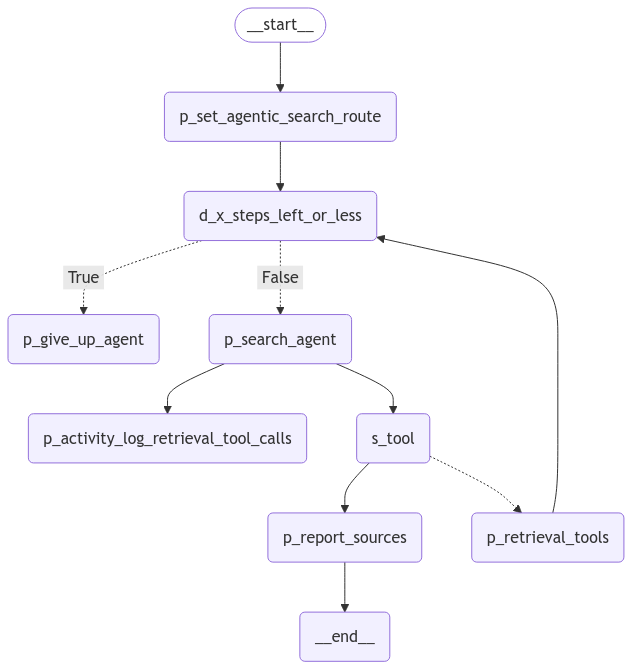 __start__
p_set_agentic_search_route
d_x_steps_left_or_less
True
False
p_give_up_agent
p_search_agent
p_activity_log_retrieval_tool_calls
s_tool
p_report_sources
p_retrieval_tools
__end__